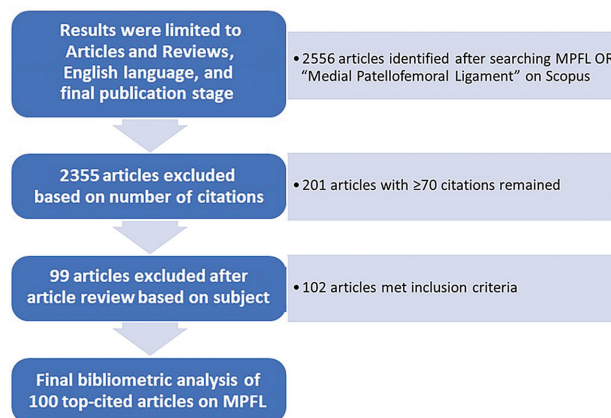 Results were limited to
Articles and Reviews,
English language, and
final publication stage
• 2556 articles identified after searching MPFL OR
“Medial Patellofemoral Ligament” on Scopus
2355 articles excluded
based on number of citations
• 201 articles with ≥70 citations remained
99 articles excluded after
article review based on subject
• 102 articles met inclusion criteria
Final bibliometric analysis of
100 top-cited articles on MPFL